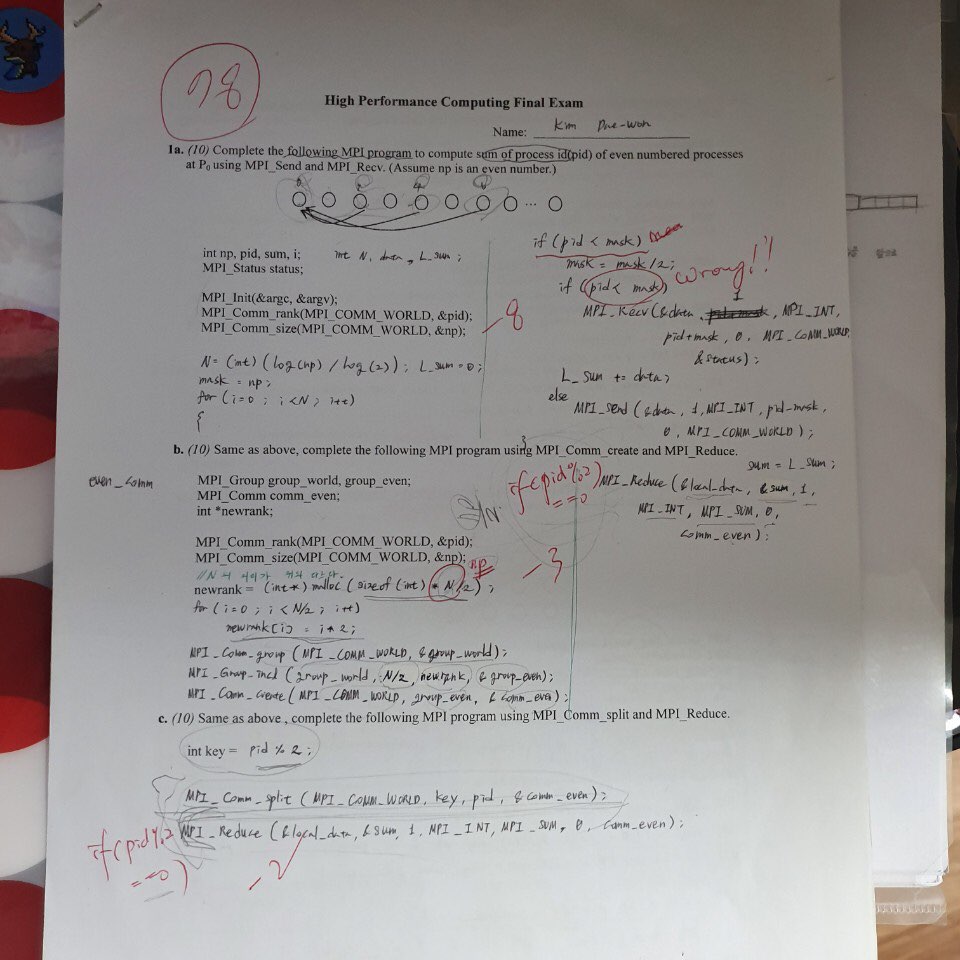 78
High Performance Computing Final Exam
Name: Kim Dae-won
1a. (10) Complete the following MPI program to compute sum of process id(pid) of even numbered processes
at P0 using MPI_Send and MPI_Recv. (Assume np is an even number.)
...
int np, pid, sum, i; int N, data, L_sum;
MPI_Status status;
MPI_Init(&argc, &argv);
MPI_Comm_rank(MPI_COMM_WORLD, &pid);
MPI_Comm_size(MPI_COMM_WORLD, &np);
N = (int) (log(np) / log(2)); L_sum = 0;
mask = np;
for (i=0 ; i<N ; i++)
{
-8
if (pid < mask)
mask = mask/2;
if (pid < mask) wrong!!
MPI_Recv (&data, 1, MPI_INT,
pid+mask, 0, MPI_COMM_WORLD
&status);
L_sum += data;
else
MPI_Send (&data, 1, MPI_INT, pid-mask,
0, MPI_COMM_WORLD);
}
sum = L_sum;
b. (10) Same as above, complete the following MPI program using MPI_Comm_create and MPI_Reduce.
even_comm
MPI_Group group_world, group_even;
MPI_Comm comm_even;
int *newrank;
MPI_Comm_rank(MPI_COMM_WORLD, &pid);
MPI_Comm_size(MPI_COMM_WORLD, &np);
newrank = (int*) malloc (sizeof(int) * N/2); np
for (i=0 ; i < N/2 ; i++)
newrank[i] = i*2;
MPI_Comm_group (MPI_COMM_WORLD, &group_world);
MPI_Group_incl (group_world, N/2, newrank, &group_even);
MPI_Comm_create (MPI_COMM_WORLD, group_even, &comm_even);
if(pid%2
==0)
MPI_Reduce (&local_data, &sum, 1,
MPI_INT, MPI_SUM, 0,
comm_even);
-3
c. (10) Same as above , complete the following MPI program using MPI_Comm_split and MPI_Reduce.
int key = pid % 2;
MPI_Comm_split (MPI_COMM_WORLD, key, pid, &comm_even);
if(pid%2
==0)
MPI_Reduce (&local_data, &sum, 1, MPI_INT, MPI_SUM, 0, comm_even);
-2